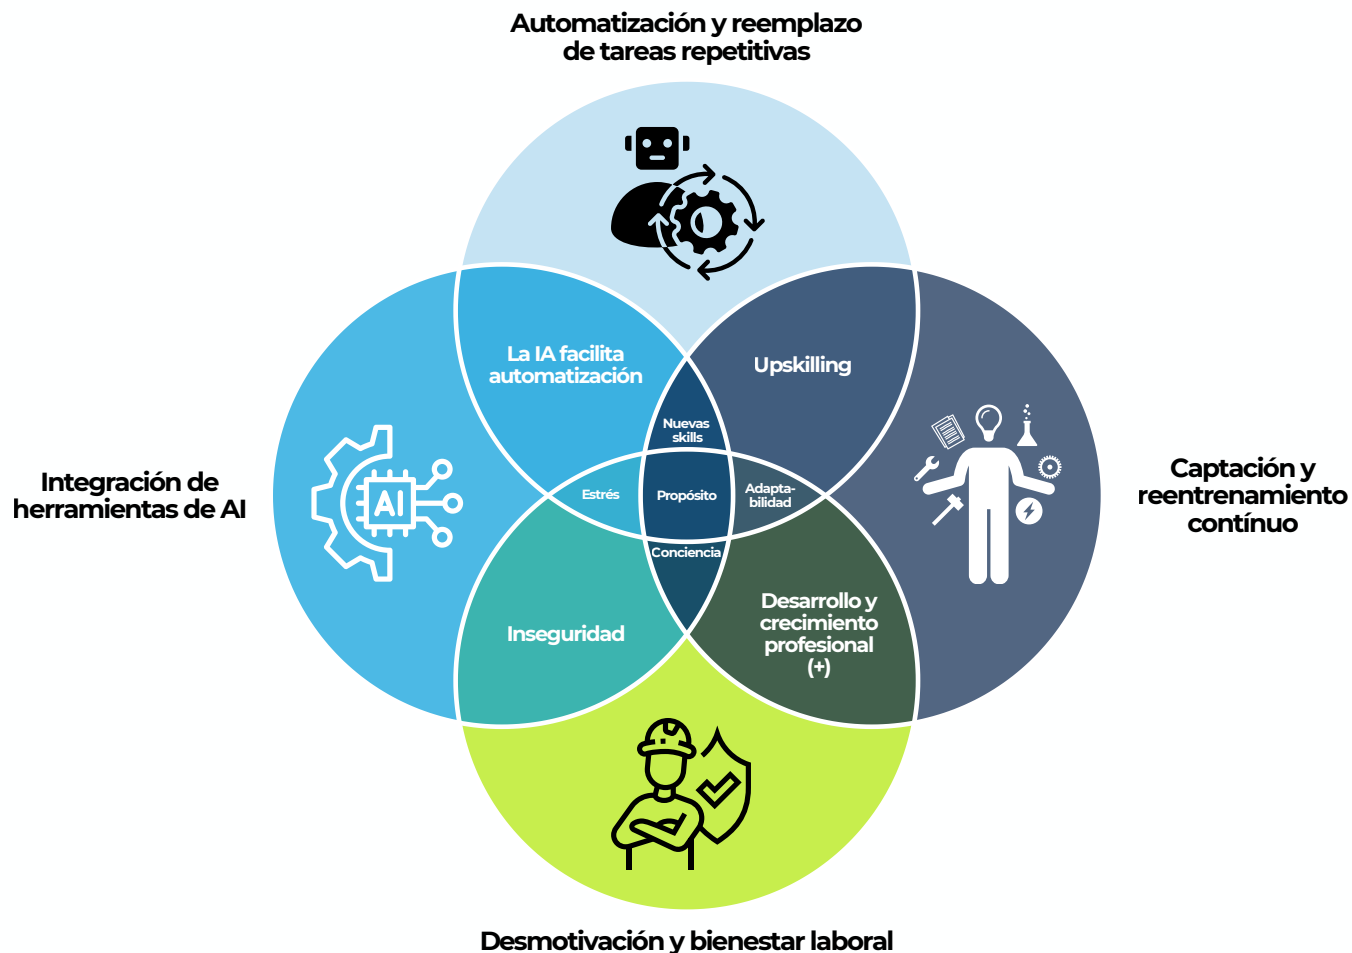 Automatización y reemplazo
de tareas repetitivas
La IA facilita
automatización
Upskilling
Nuevas
skills
Integración de
herramientas de AI
AI
Estrés
Propósito
Adapta-
bilidad
Captación y
reentrenamiento
contínuo
Conciencia
Inseguridad
Desarrollo y
crecimiento
profesional
(+)
Desmotivación y bienestar laboral